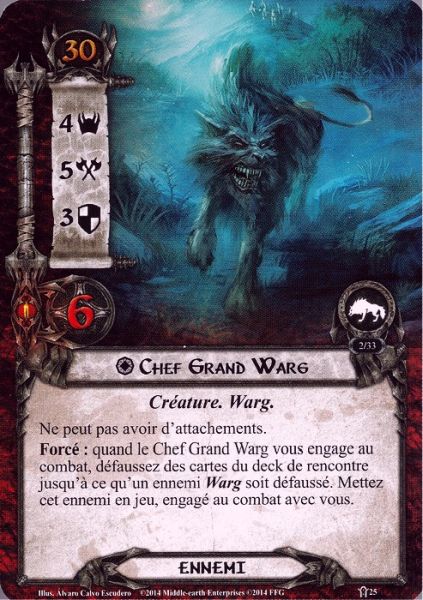 30
4
5
3
6
2/33
Chef Grand Warg
Créature. Warg.
Ne peut pas avoir d'attachements.
Forcé : quand le Chef Grand Warg vous engage au
combat, défaussez des cartes du deck de rencontre
jusqu'à ce qu'un ennemi Warg soit défaussé. Mettez
cet ennemi en jeu, engagé au combat avec vous.
ENNEMI
Illus. Álvaro Calvo Escudero ©2014 Middle-earth Enterprises ©2014 FFG 25